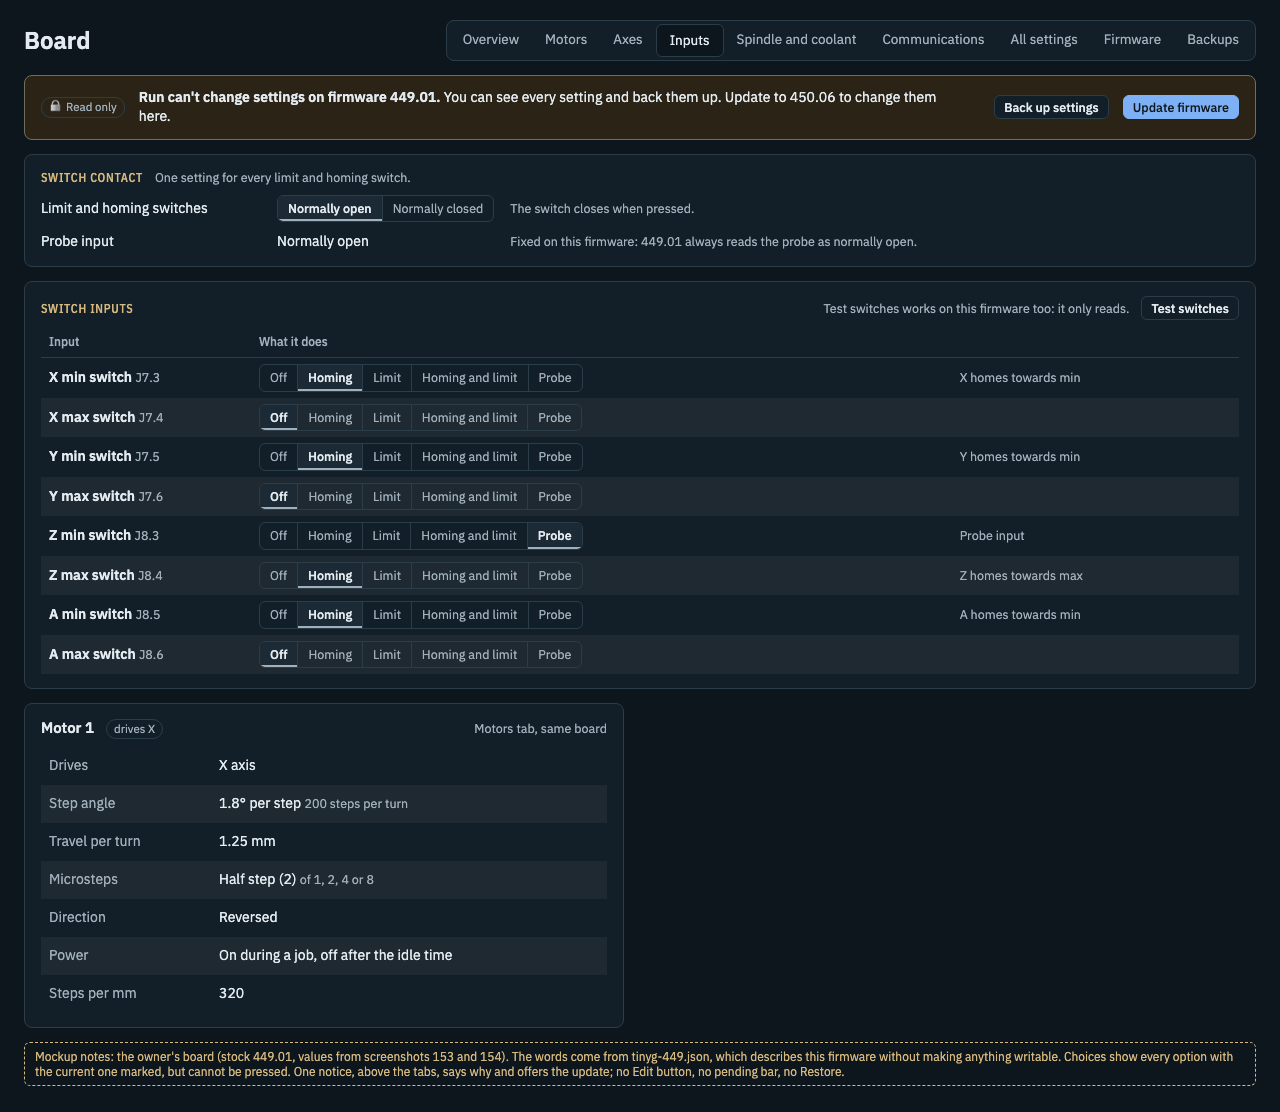 Board
Overview Motors Axes Inputs Spindle and coolant Communications All settings Firmware Backups
Read only
Run can't change settings on firmware 449.01. You can see every setting and back them up. Update to 450.06 to change them
here.
Back up settings Update firmware
SWITCH CONTACT One setting for every limit and homing switch.
Limit and homing switches Normally open Normally closed The switch closes when pressed.
Probe input Normally open Fixed on this firmware: 449.01 always reads the probe as normally open.
SWITCH INPUTS Test switches works on this firmware too: it only reads. Test switches
Input What it does
X min switch J7.3 Off Homing Limit Homing and limit Probe X homes towards min
X max switch J7.4 Off Homing Limit Homing and limit Probe
Y min switch J7.5 Off Homing Limit Homing and limit Probe Y homes towards min
Y max switch J7.6 Off Homing Limit Homing and limit Probe
Z min switch J8.3 Off Homing Limit Homing and limit Probe Probe input
Z max switch J8.4 Off Homing Limit Homing and limit Probe Z homes towards max
A min switch J8.5 Off Homing Limit Homing and limit Probe A homes towards min
A max switch J8.6 Off Homing Limit Homing and limit Probe
Motor 1 drives X Motors tab, same board
Drives X axis
Step angle 1.8° per step 200 steps per turn
Travel per turn 1.25 mm
Microsteps Half step (2) of 1, 2, 4 or 8
Direction Reversed
Power On during a job, off after the idle time
Steps per mm 320
Mockup notes: the owner's board (stock 449.01, values from screenshots 153 and 154). The words come from tinyg-449.json, which describes this firmware without making anything writable. Choices show every option with
the current one marked, but cannot be pressed. One notice, above the tabs, says why and offers the update; no Edit button, no pending bar, no Restore.